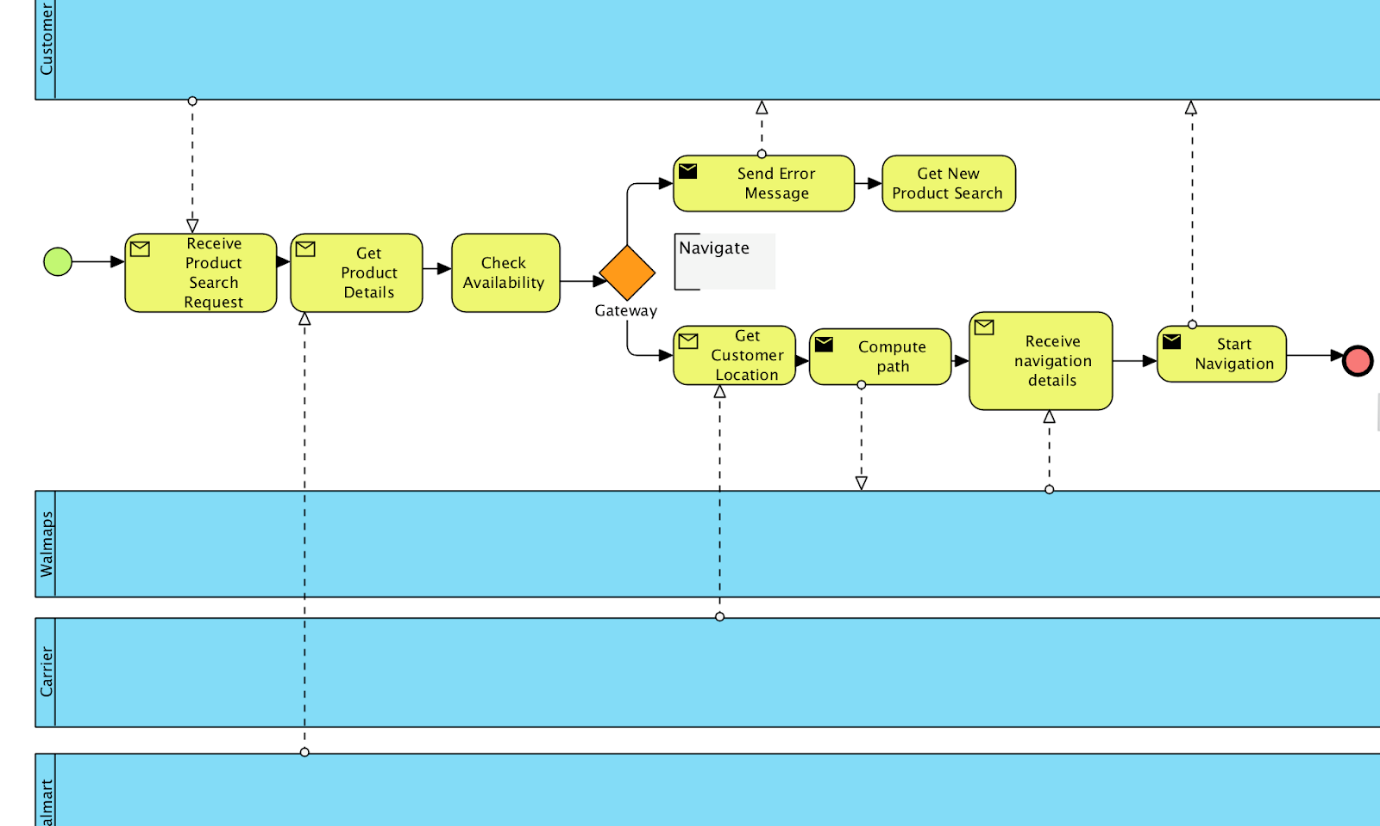 Customer
Send Error
Message
Get New
Product Search
Receive
Product
Search
Request
Get
Product
Details
Check
Availability
Navigate
Gateway
Get
Customer
Location
Compute
path
Receive
navigation
details
Start
Navigation
Walmaps
Carrier
almart